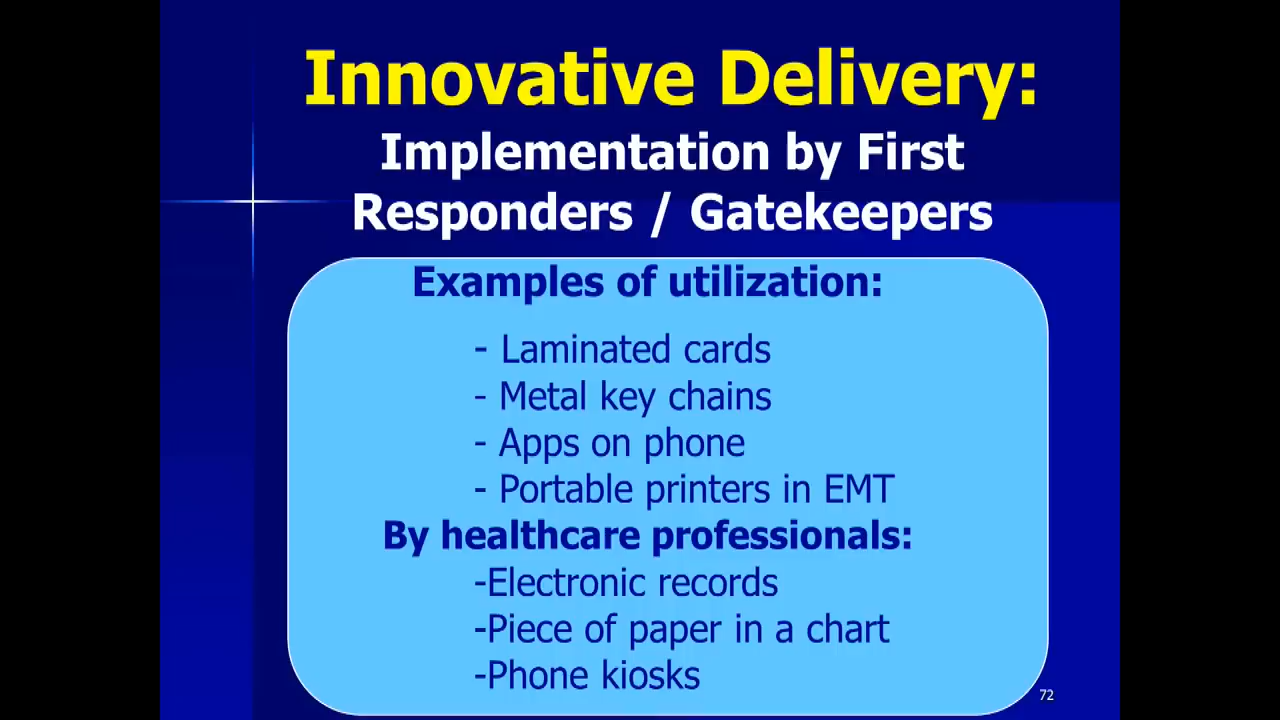 Innovative Delivery:
Implementation by First
Responders / Gatekeepers
Examples of utilization:
- Laminated cards
- Metal key chains
- Apps on phone
- Portable printers in EMT
By healthcare professionals:
-Electronic records
-Piece of paper in a chart
-Phone kiosks
72